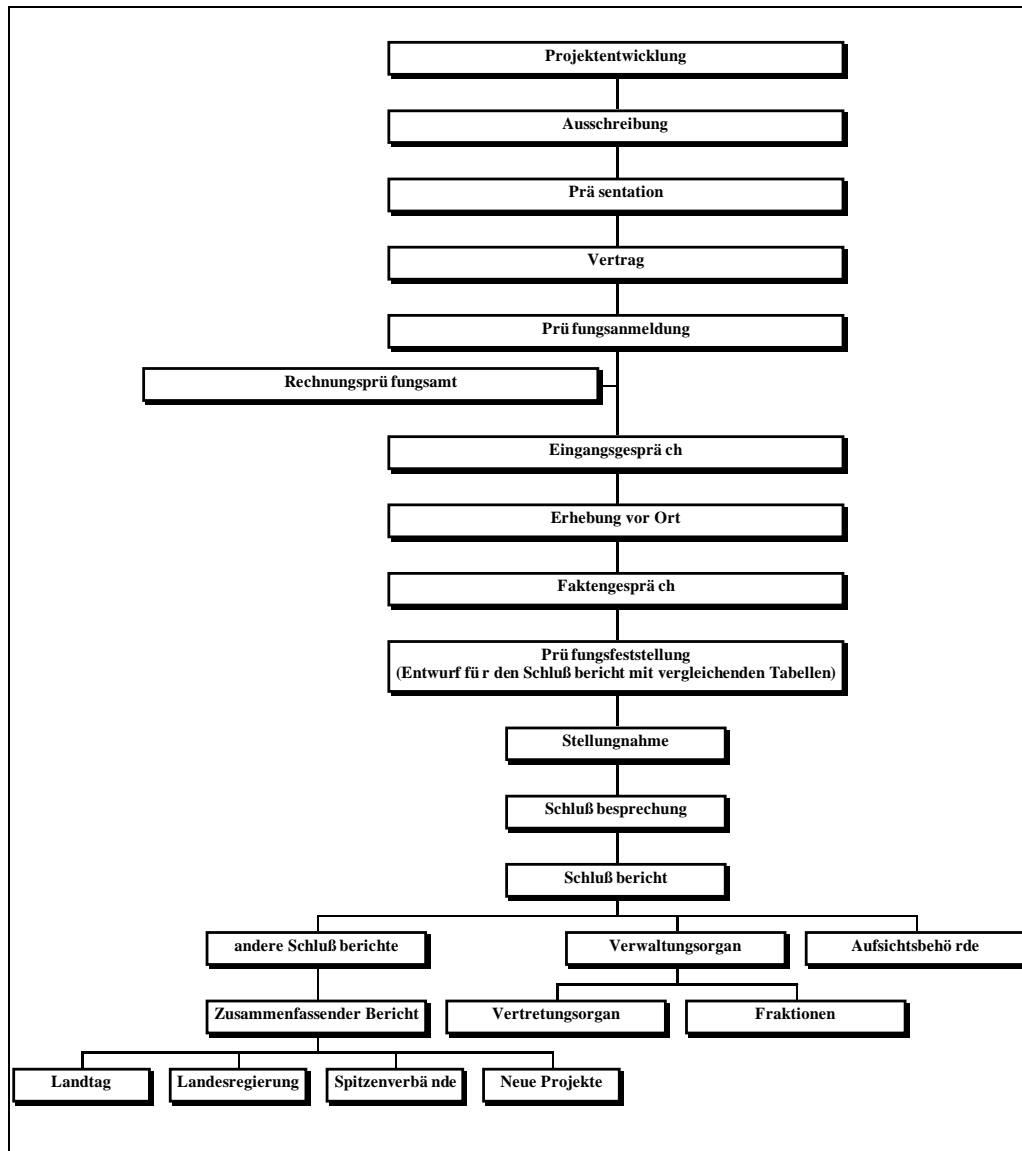 Projektentwicklung
Ausschreibung
Präsentation
Vertrag
Prüfungsanmeldung
Rechnungsprüfungsamt
Eingangsgespräch
Erhebung vor Ort
Faktengespräch
Prüfungsfeststellung
(Entwurf für den Schlußbericht mit vergleichenden Tabellen)
Stellungnahme
Schlußbesprechung
Schlußbericht
andere Schlußberichte
Verwaltungsorgan
Aufsichtsbehörde
Zusammenfassender Bericht
Vertretungsorgan
Fraktionen
Landtag
Landesregierung
Spitzenverbände
Neue Projekte